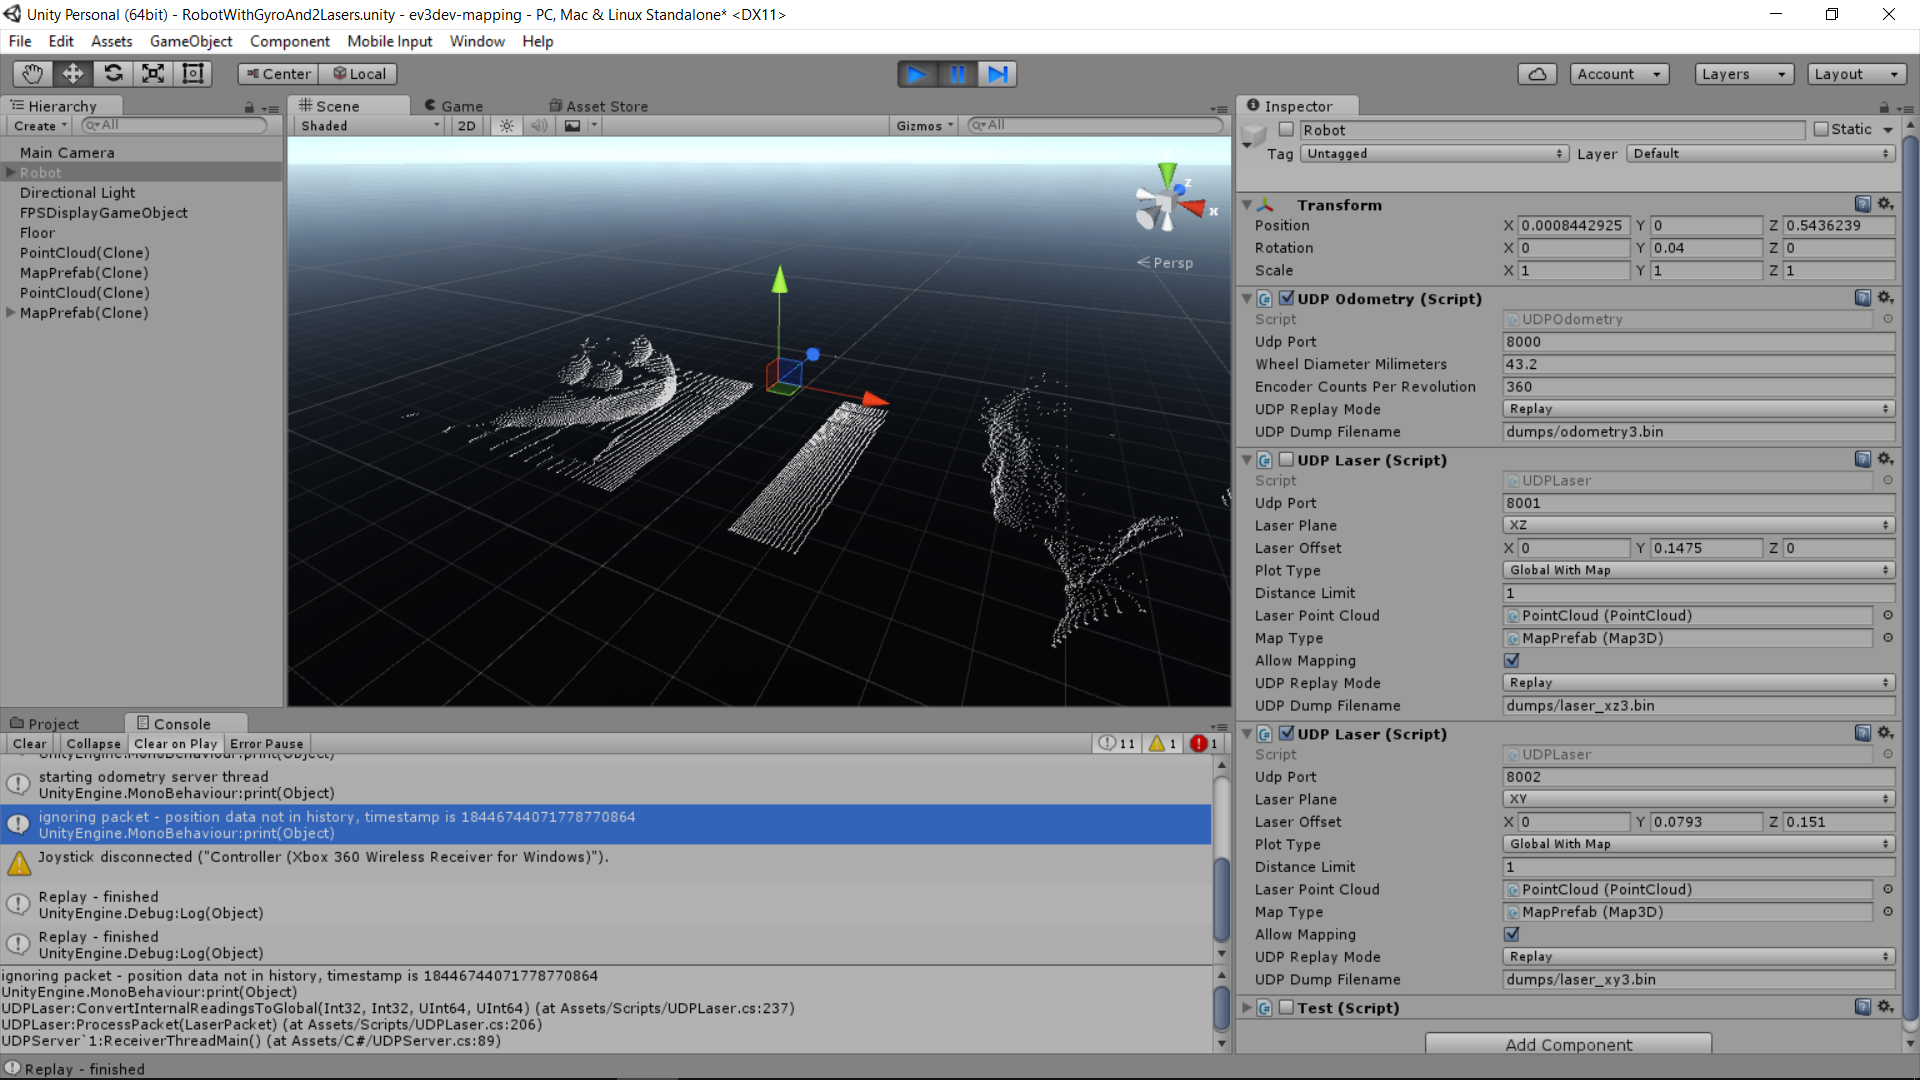 Unity Personal (64bit) - RobotWithGyroAnd2Lasers.unity - ev3dev-mapping - PC, Mac & Linux Standalone* <DX11>
File Edit Assets GameObject Component Mobile Input Window Help
Center Local Account Layers Layout
Hierarchy
Create All
Main Camera
Robot
Directional Light
FPSDisplayGameObject
Floor
PointCloud(Clone)
MapPrefab(Clone)
PointCloud(Clone)
MapPrefab(Clone)
Scene Game Asset Store
Shaded 2D Gizmos All
z
x
Persp
Inspector
Robot Static
Tag Untagged Layer Default
Transform
Position X 0.0008442925 Y 0 Z 0.5436239
Rotation X 0 Y 0.04 Z 0
Scale X 1 Y 1 Z 1
UDP Odometry (Script)
Script UDPOdometry
Udp Port 8000
Wheel Diameter Milimeters 43.2
Encoder Counts Per Revolution 360
UDP Replay Mode Replay
UDP Dump Filename dumps/odometry3.bin
UDP Laser (Script)
Script UDPLaser
Udp Port 8001
Laser Plane XZ
Laser Offset X 0 Y 0.1475 Z 0
Plot Type Global With Map
Distance Limit 1
Laser Point Cloud PointCloud (PointCloud)
Map Type MapPrefab (Map3D)
Allow Mapping
UDP Replay Mode Replay
UDP Dump Filename dumps/laser_xz3.bin
UDP Laser (Script)
Script UDPLaser
Udp Port 8002
Laser Plane XY
Laser Offset X 0 Y 0.0793 Z 0.151
Plot Type Global With Map
Distance Limit 1
Laser Point Cloud PointCloud (PointCloud)
Map Type MapPrefab (Map3D)
Allow Mapping
UDP Replay Mode Replay
UDP Dump Filename dumps/laser_xy3.bin
Test (Script)
Add Component
Project Console
Clear Collapse Clear on Play Error Pause 11 1 1
UnityEngine.MonoBehaviour:print(Object)
starting odometry server thread
UnityEngine.MonoBehaviour:print(Object)
ignoring packet - position data not in history, timestamp is 18446744071778770864
UnityEngine.MonoBehaviour:print(Object)
Joystick disconnected ("Controller (Xbox 360 Wireless Receiver for Windows)").
Replay - finished
UnityEngine.Debug:Log(Object)
Replay - finished
UnityEngine.Debug:Log(Object)
ignoring packet - position data not in history, timestamp is 18446744071778770864
UnityEngine.MonoBehaviour:print(Object)
UDPLaser:ConvertInternalReadingsToGlobal(Int32, Int32, UInt64, UInt64) (at Assets/Scripts/UDPLaser.cs:237)
UDPLaser:ProcessPacket(LaserPacket) (at Assets/Scripts/UDPLaser.cs:206)
UDPServer`1:ReceiverThreadMain() (at Assets/C#/UDPServer.cs:89)
Replay - finished